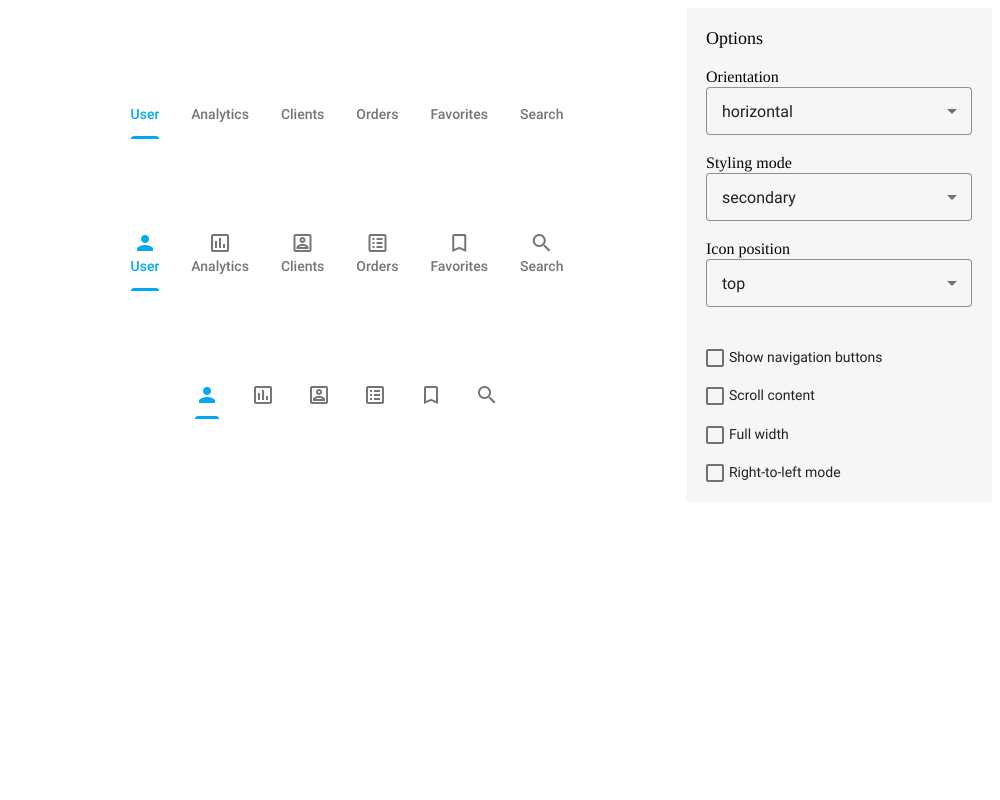 User Analytics Clients Orders Favorites Search
User Analytics Clients Orders Favorites Search
Options
Orientation
horizontal
Styling mode
secondary
Icon position
top
Show navigation buttons
Scroll content
Full width
Right-to-left mode